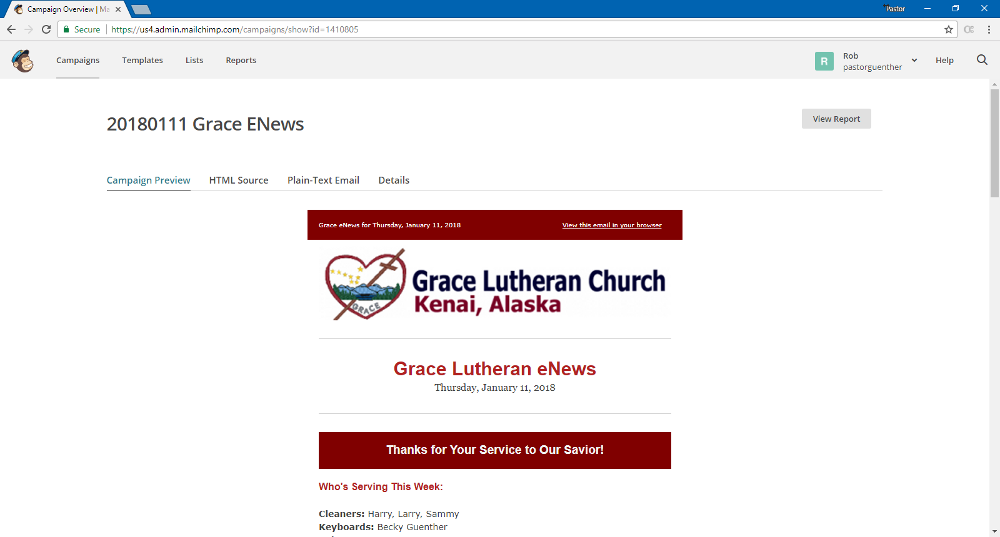 Campaign Overview | Ma
Pastor
Secure
https://us4.admin.mailchimp.com/campaigns/show?id=1410805
Campaigns
Templates
Lists
Reports
R
Rob
pastorguenther
Help
20180111 Grace ENews
View Report
Campaign Preview
HTML Source
Plain-Text Email
Details
Grace eNews for Thursday, January 11, 2018
View this email in your browser
GRACE
Grace Lutheran Church
Kenai, Alaska
Grace Lutheran eNews
Thursday, January 11, 2018
Thanks for Your Service to Our Savior!
Who's Serving This Week:
Cleaners: Harry, Larry, Sammy
Keyboards: Becky Guenther